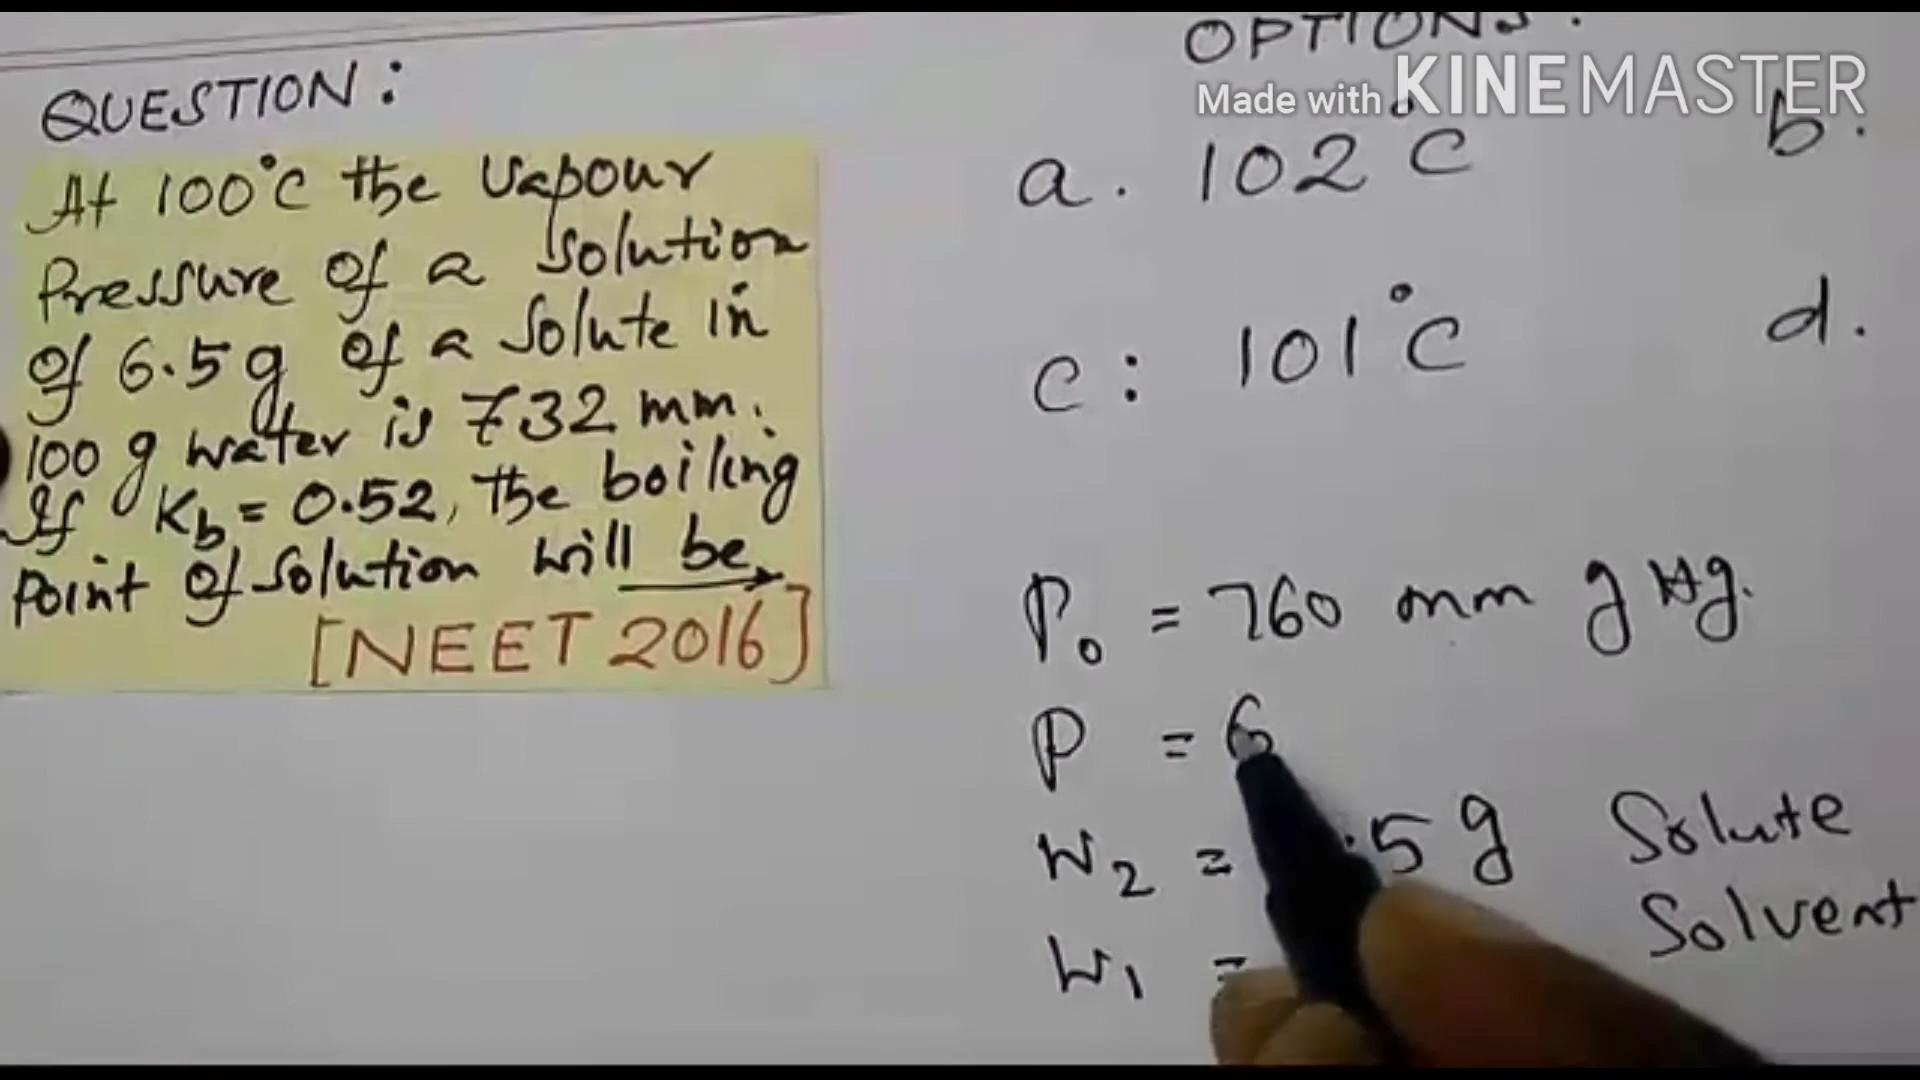 QUESTION:
At 100°C the Vapour
Pressure of a Solution
of 6.5g of a Solute in
100 g water is 732 mm.
If Kb = 0.52, the boiling
Point of Solution will be
[NEET 2016]
OPTIONS:
Made with KINEMASTER
a. 102°C
b.
c: 101°C
d.
P0 = 760 mm g Hg.
P = 6
W2 = .5 g Solute
W1 = Solvent